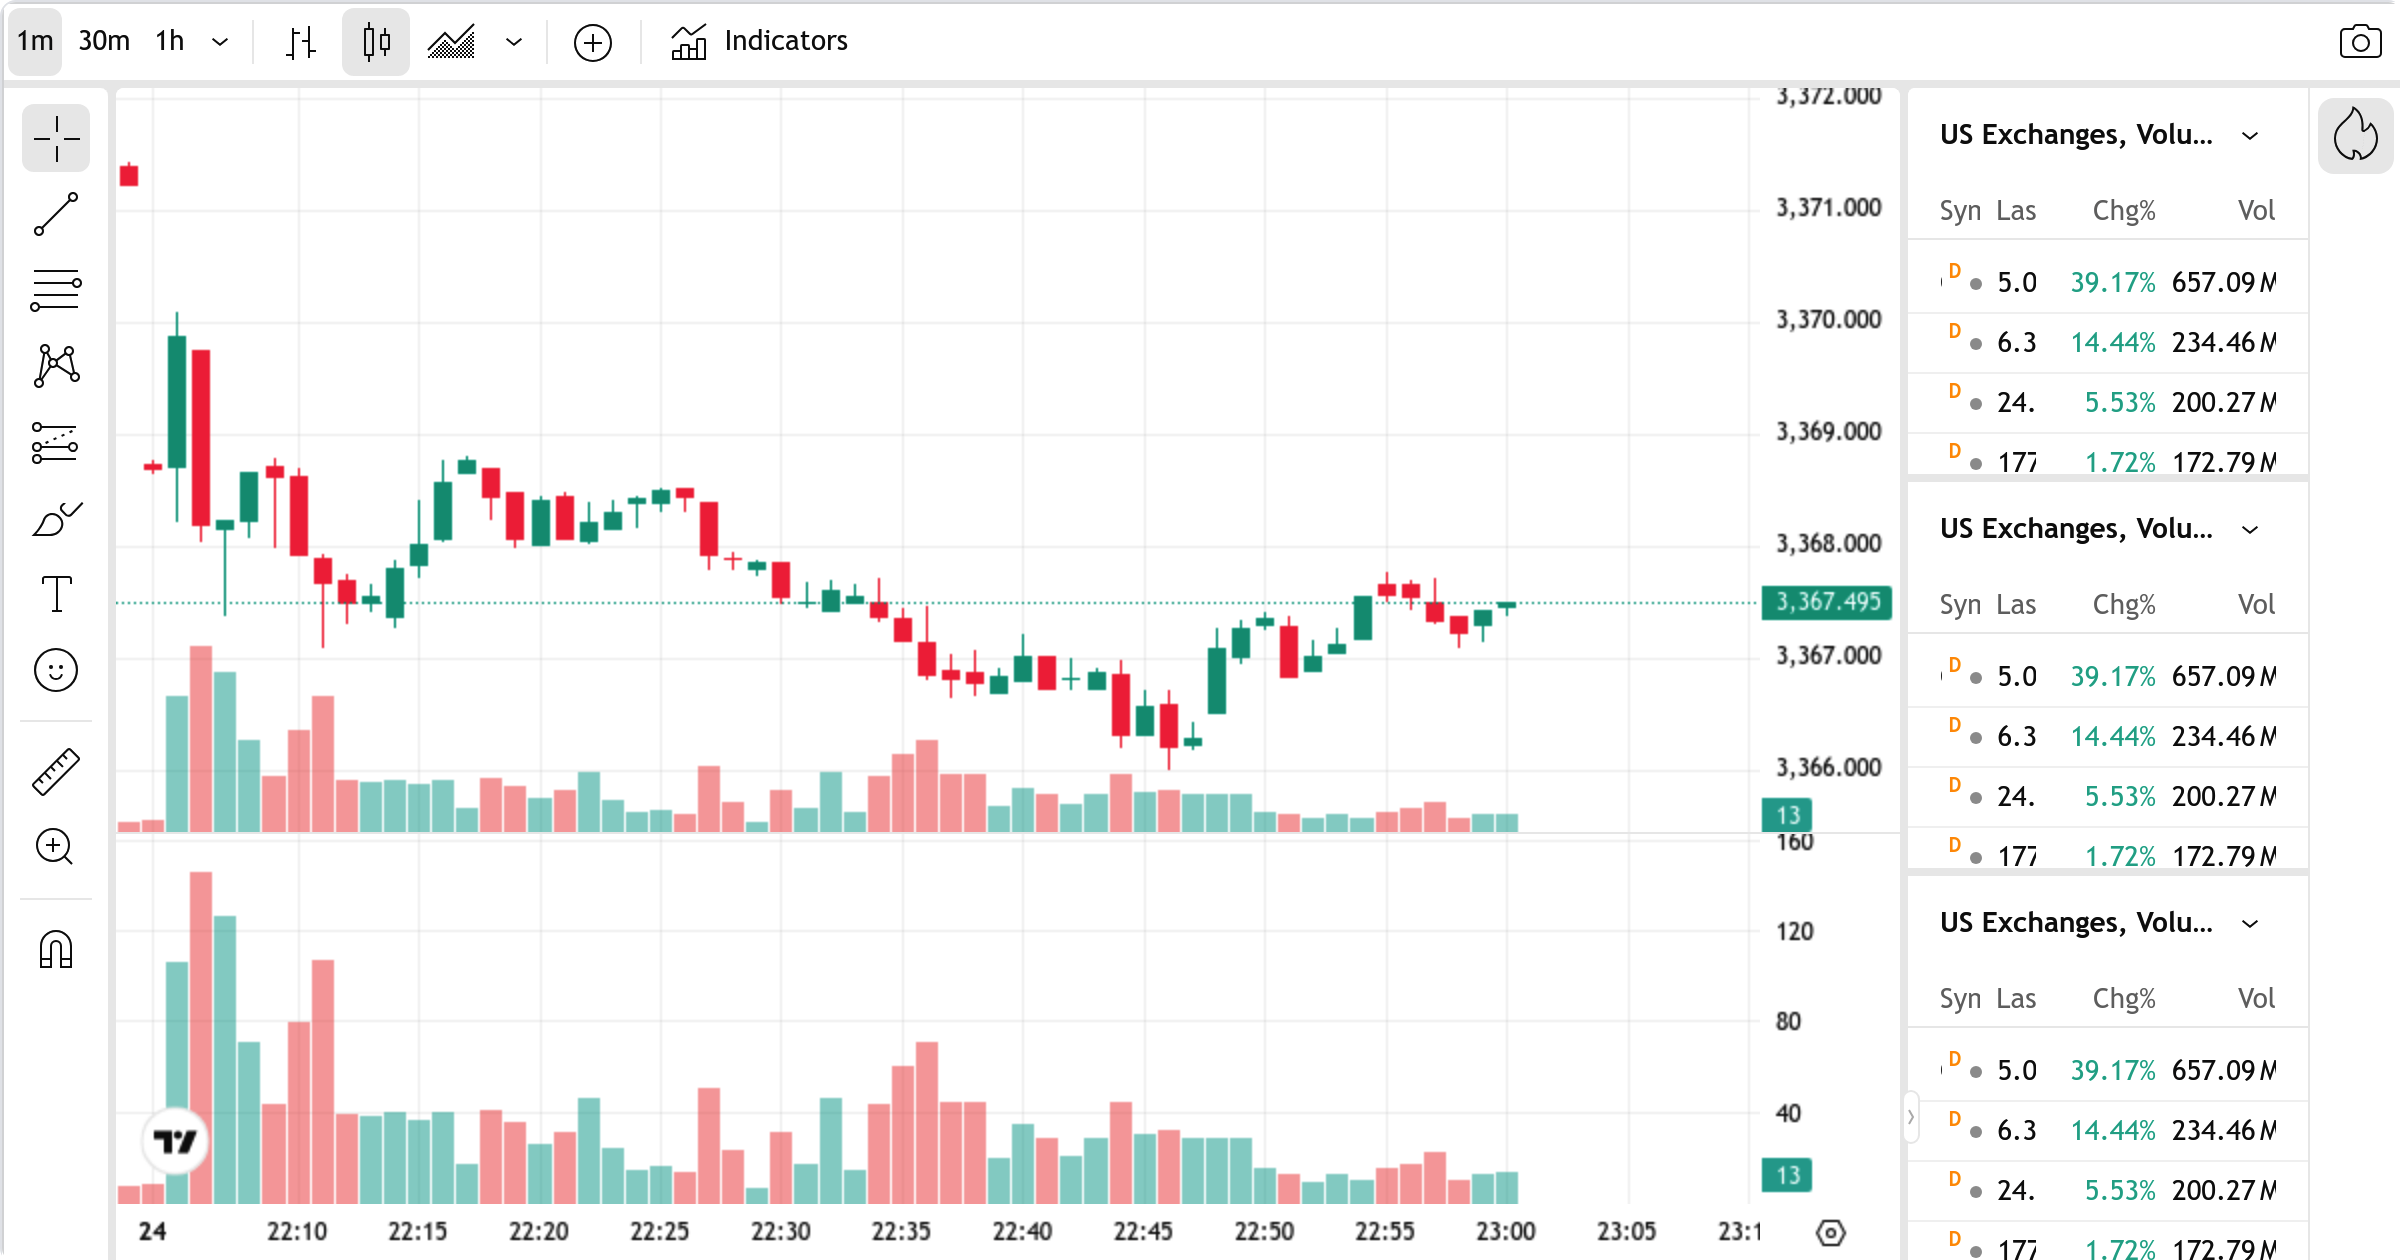 1m 30m 1h Indicators
3,372.000
3,371.000
3,370.000
3,369.000
3,368.000
3,367.495
3,367.000
3,366.000
13
160
120
80
40
13
24 22:10 22:15 22:20 22:25 22:30 22:35 22:40 22:45 22:50 22:55 23:00 23:05 23:1
US Exchanges, Volu...
Syn Las Chg% Vol
D 5.0 39.17% 657.09 M
D 6.3 14.44% 234.46 M
D 24. 5.53% 200.27 M
D 177 1.72% 172.79 M
US Exchanges, Volu...
Syn Las Chg% Vol
D 5.0 39.17% 657.09 M
D 6.3 14.44% 234.46 M
D 24. 5.53% 200.27 M
D 177 1.72% 172.79 M
US Exchanges, Volu...
Syn Las Chg% Vol
D 5.0 39.17% 657.09 M
D 6.3 14.44% 234.46 M
D 24. 5.53% 200.27 M
D 177 1.72% 172.79 M